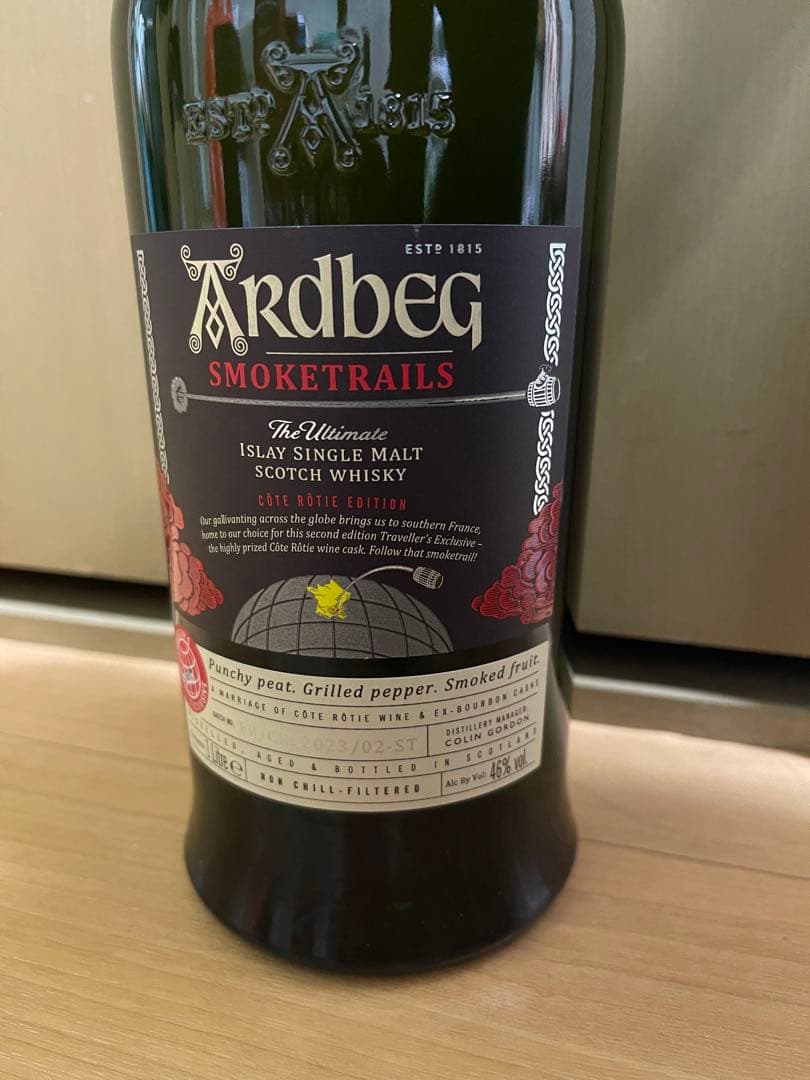 ESTD 1815
ESTD 1815
ARDBEG
SMOKETRAILS
The Ultimate
ISLAY SINGLE MALT
SCOTCH WHISKY
CÔTE RÔTIE EDITION
Our gallivanting across the globe brings us to southern France,
home to our choice for this second edition Traveller's Exclusive –
the highly prized Côte Rôtie wine cask. Follow that smoketrail!
Punchy peat. Grilled pepper. Smoked fruit.
A MARRIAGE OF CÔTE RÔTIE WINE & EX-BOURBON CASKS
BATCH NO: 2023/02-ST
DISTILLERY MANAGER:
COLIN GORDON
DISTILLED, AGED & BOTTLED IN SCOTLAND
1 Litre e
NON CHILL-FILTERED
Alc By Vol: 46% vol